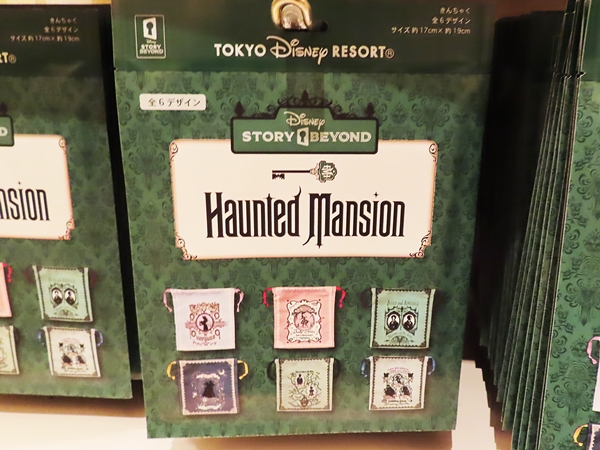 Disney
STORY
BEYOND
きんちゃく
全6デザイン
サイズ 約17cm×約19cm
TOKYO Disney RESORT®
全6デザイン
Disney
STORY BEYOND
Haunted Mansion
nsion